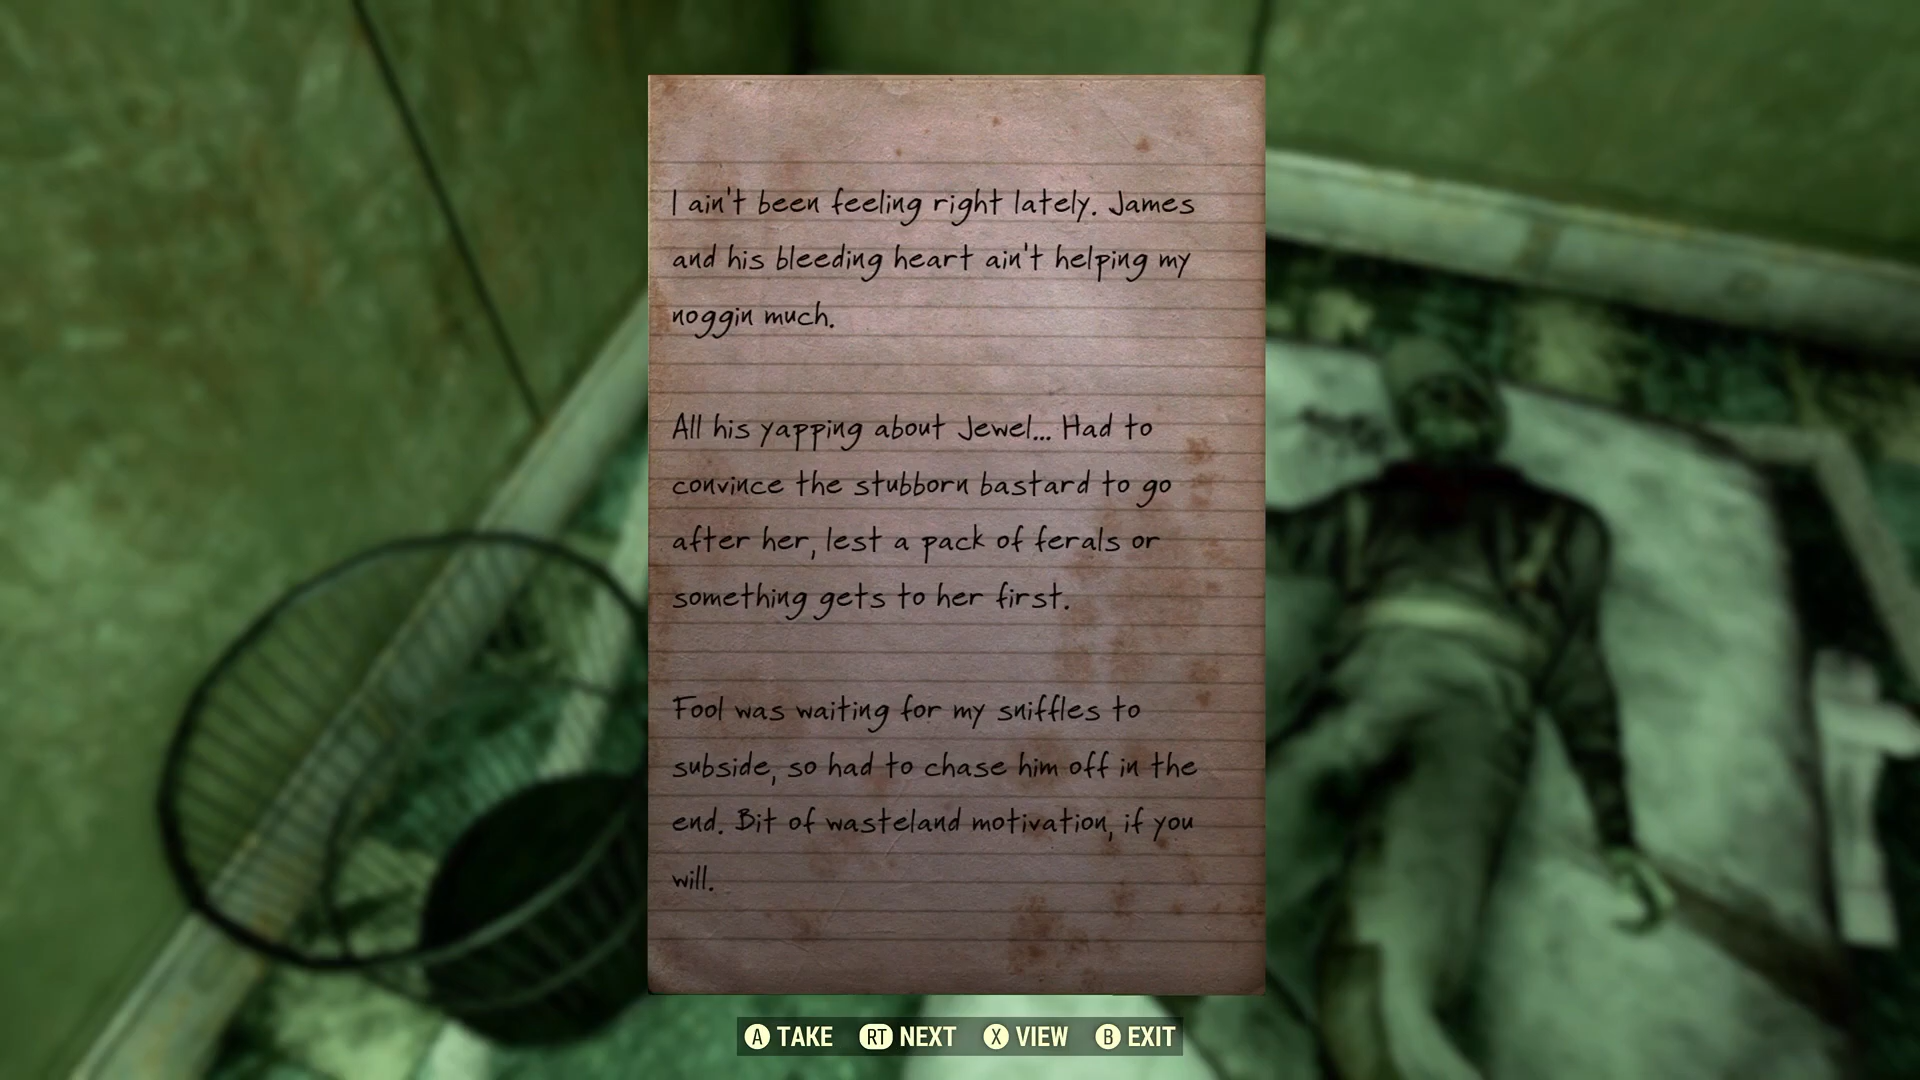 I ain't been feeling right lately. James
and his bleeding heart ain't helping my
noggin much.
All his yapping about Jewel... Had to
convince the stubborn bastard to go
after her, lest a pack of ferals or
something gets to her first.
Fool was waiting for my sniffles to
subside, so had to chase him off in the
end. Bit of wasteland motivation, if you
will.
A TAKE RT NEXT X VIEW B EXIT